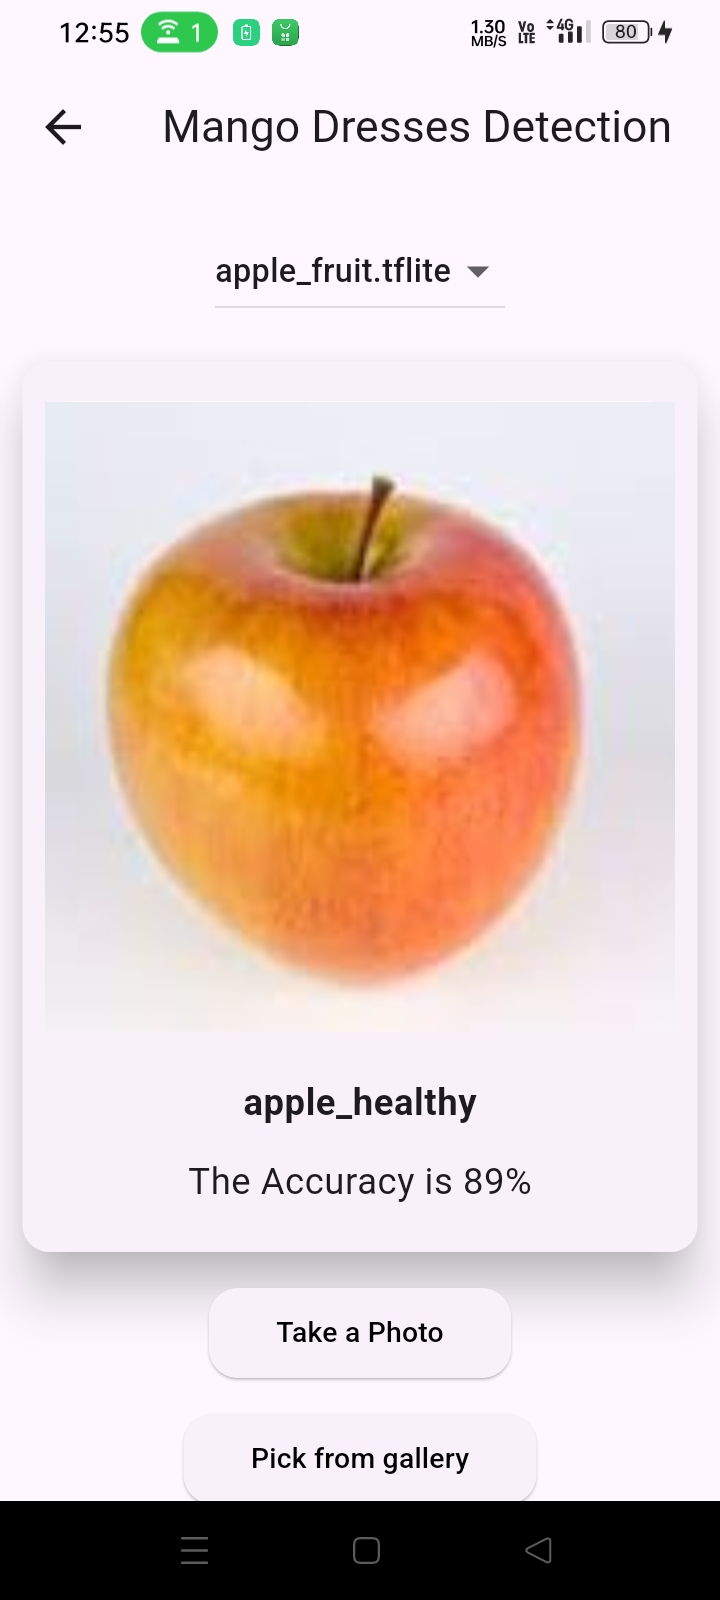 12:55 1 1.30 MB/S Vo LTE 4G 80
Mango Dresses Detection
apple_fruit.tflite
apple_healthy
The Accuracy is 89%
Take a Photo
Pick from gallery